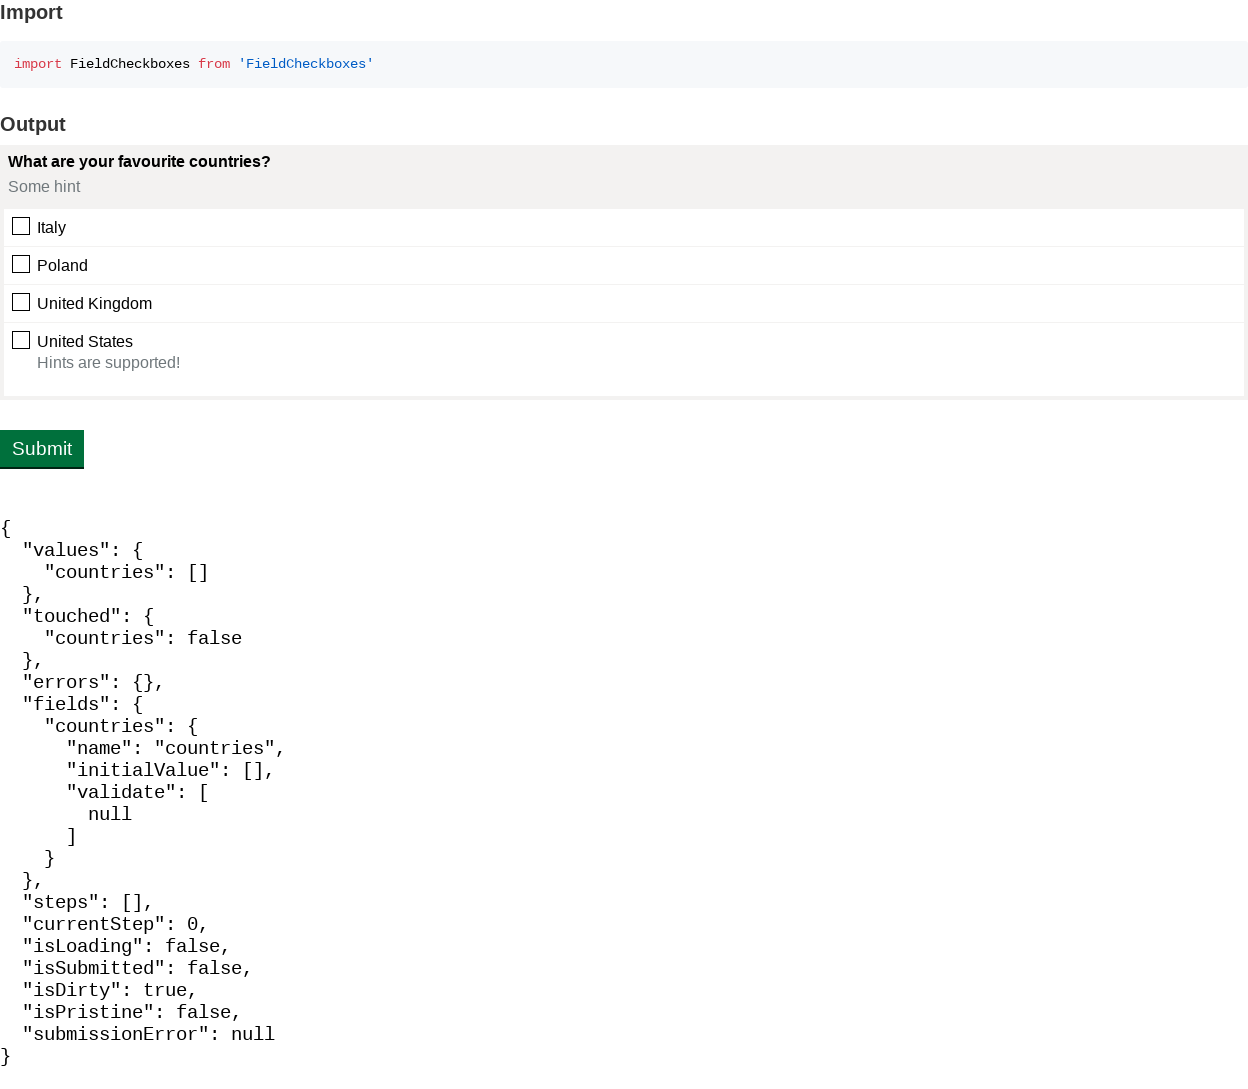 Import
import FieldCheckboxes from 'FieldCheckboxes'
Output
What are your favourite countries?
Some hint
Italy
Poland
United Kingdom
United States
Hints are supported!
Submit
{
  "values": {
    "countries": []
  },
  "touched": {
    "countries": false
  },
  "errors": {},
  "fields": {
    "countries": {
      "name": "countries",
      "initialValue": [],
      "validate": [
        null
      ]
    }
  },
  "steps": [],
  "currentStep": 0,
  "isLoading": false,
  "isSubmitted": false,
  "isDirty": true,
  "isPristine": false,
  "submissionError": null
}